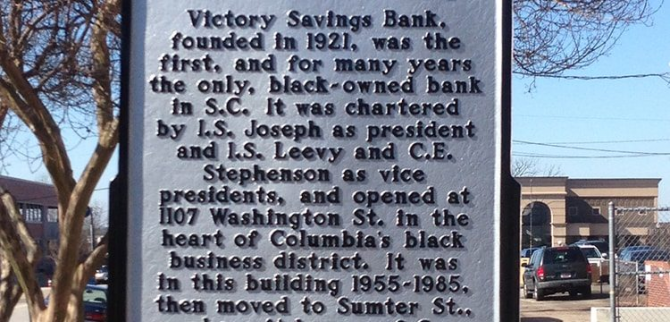 Victory Savings Bank,
founded in 1921, was the
first, and for many years
the only, black-owned bank
in S.C. It was chartered
by I.S. Joseph as president
and I.S. Leevy and C.E.
Stephenson as vice
presidents, and opened at
1107 Washington St. in the
heart of Columbia's black
business district. It was
in this building 1955-1985,
then moved to Sumter St.,